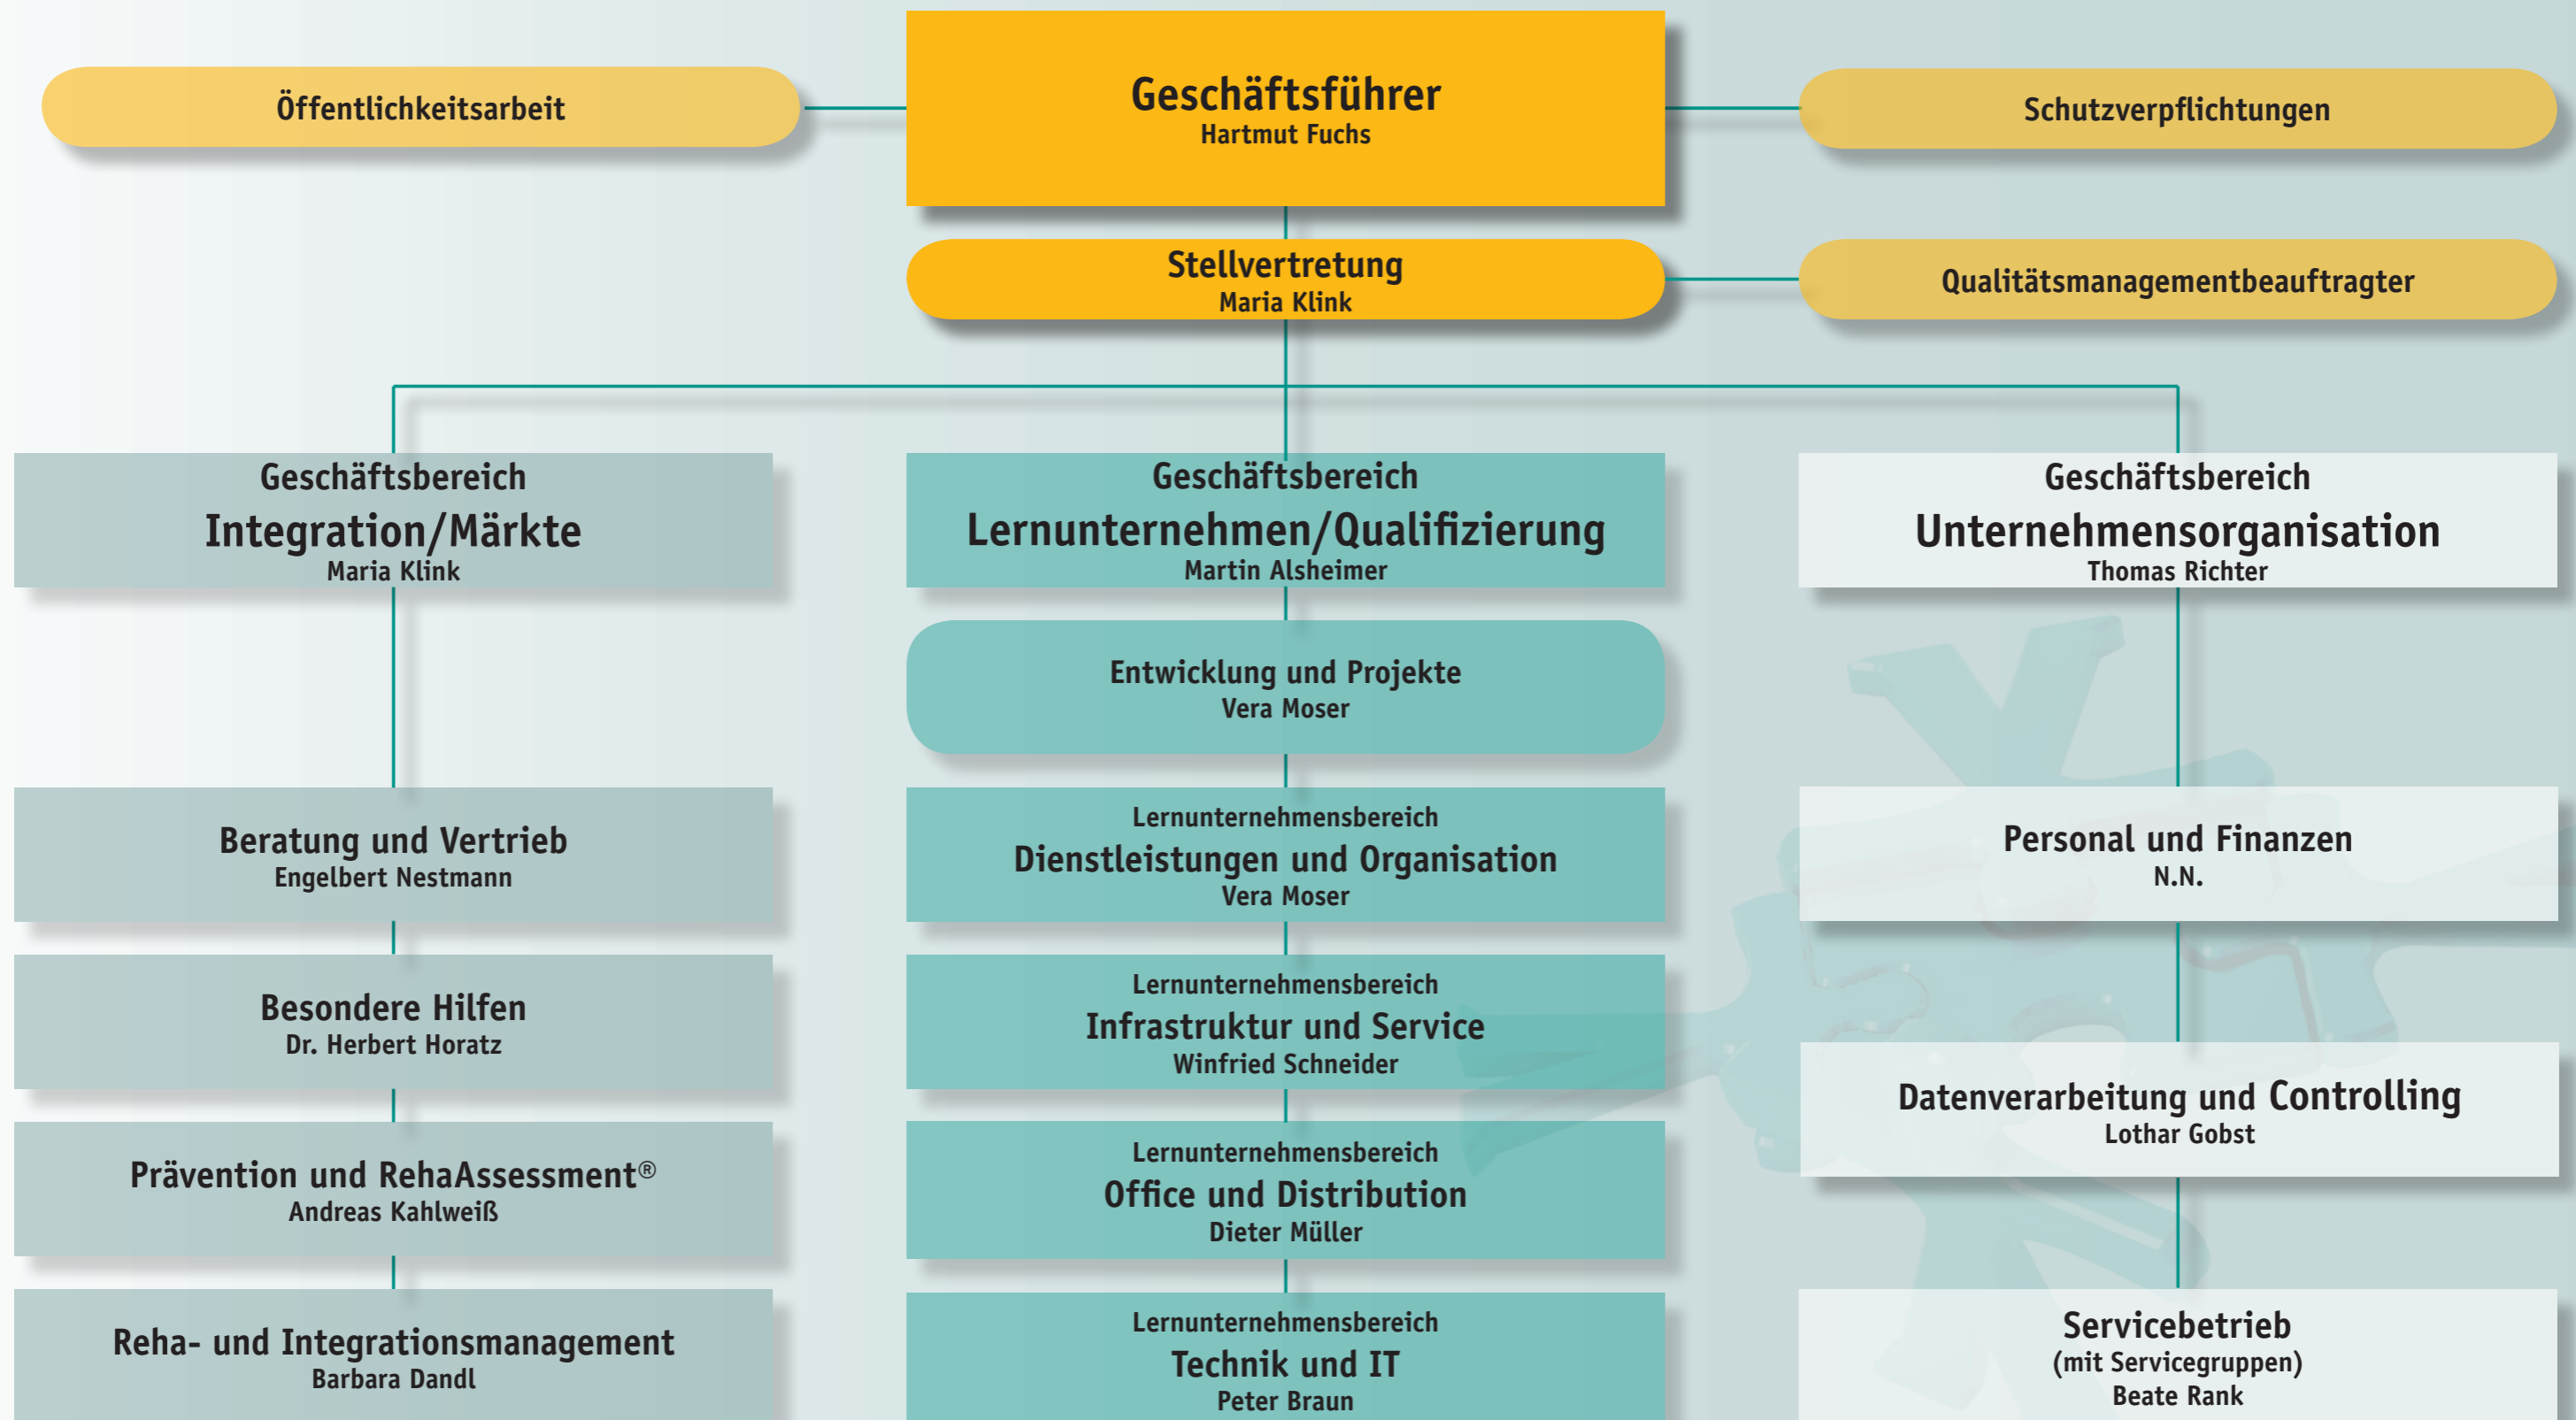 Öffentlichkeitsarbeit
Geschäftsführer
Hartmut Fuchs
Schutzverpflichtungen
Stellvertretung
Maria Klink
Qualitätsmanagementbeauftragter
Geschäftsbereich
Integration/Märkte
Maria Klink
Beratung und Vertrieb
Engelbert Nestmann
Besondere Hilfen
Dr. Herbert Horatz
Prävention und RehaAssessment®
Andreas Kahlweiß
Reha- und Integrationsmanagement
Barbara Dandl
Geschäftsbereich
Lernunternehmen/Qualifizierung
Martin Alsheimer
Entwicklung und Projekte
Vera Moser
Lernunternehmensbereich
Dienstleistungen und Organisation
Vera Moser
Lernunternehmensbereich
Infrastruktur und Service
Winfried Schneider
Lernunternehmensbereich
Office und Distribution
Dieter Müller
Lernunternehmensbereich
Technik und IT
Peter Braun
Geschäftsbereich
Unternehmensorganisation
Thomas Richter
Personal und Finanzen
N.N.
Datenverarbeitung und Controlling
Lothar Gobst
Servicebetrieb
(mit Servicegruppen)
Beate Rank